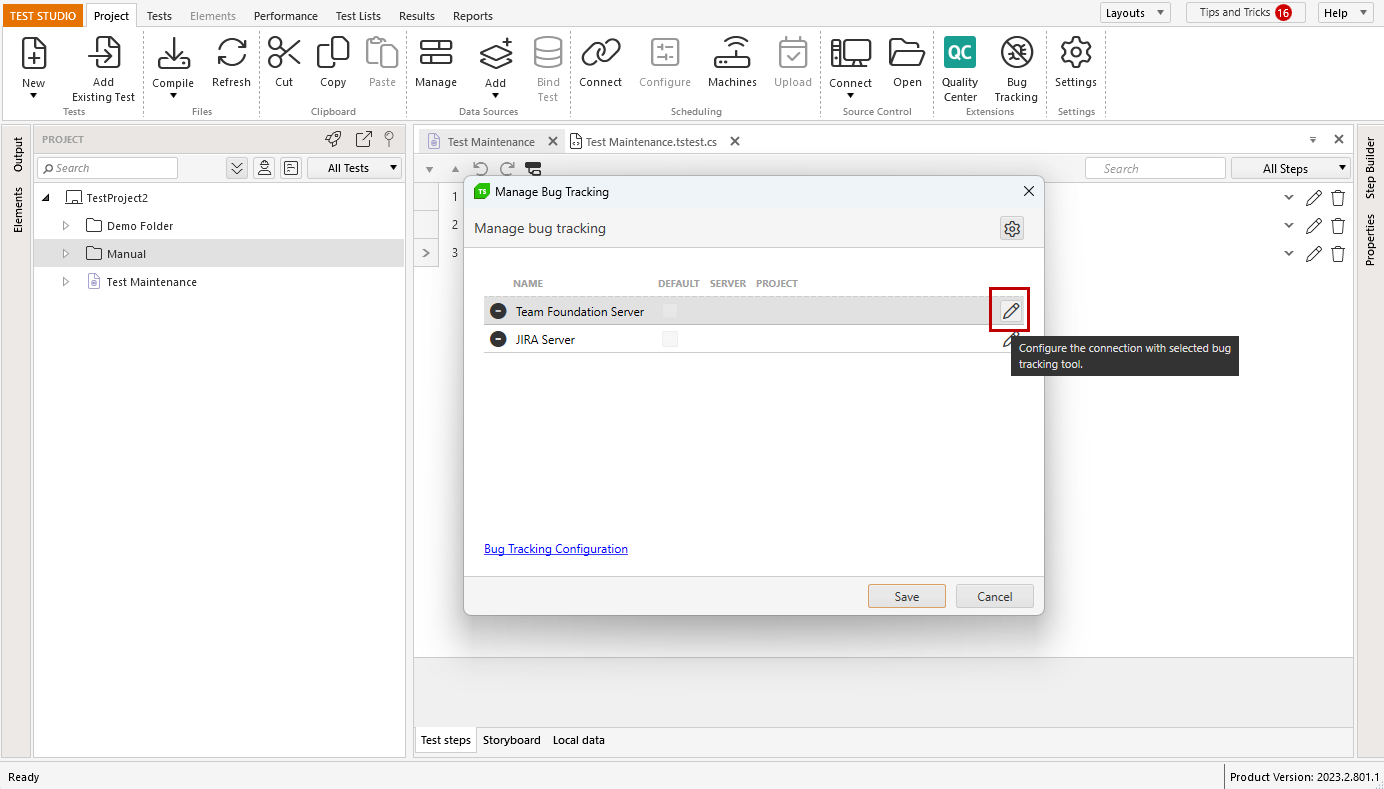 TEST STUDIO
Project
Tests
Elements
Performance
Test Lists
Results
Reports
Layouts
Tips and Tricks 16
Help
New
Add
Existing Test
Tests
Compile
Refresh
Files
Cut
Copy
Paste
Clipboard
Manage
Add
Bind
Test
Data Sources
Connect
Configure
Machines
Upload
Scheduling
Connect
Open
Source Control
QC
Quality
Center
Bug
Tracking
Extensions
Settings
Settings
Output
Elements
PROJECT
Search
All Tests
TestProject2
Demo Folder
Manual
Test Maintenance
Test Maintenance
Test Maintenance.tstest.cs
Search
All Steps
1
2
3
TS
Manage Bug Tracking
Manage bug tracking
NAME DEFAULT SERVER PROJECT
Team Foundation Server
JIRA Server
Configure the connection with selected bug
tracking tool.
Bug Tracking Configuration
Save
Cancel
Step Builder
Properties
Test steps
Storyboard
Local data
Ready
Product Version: 2023.2.801.1